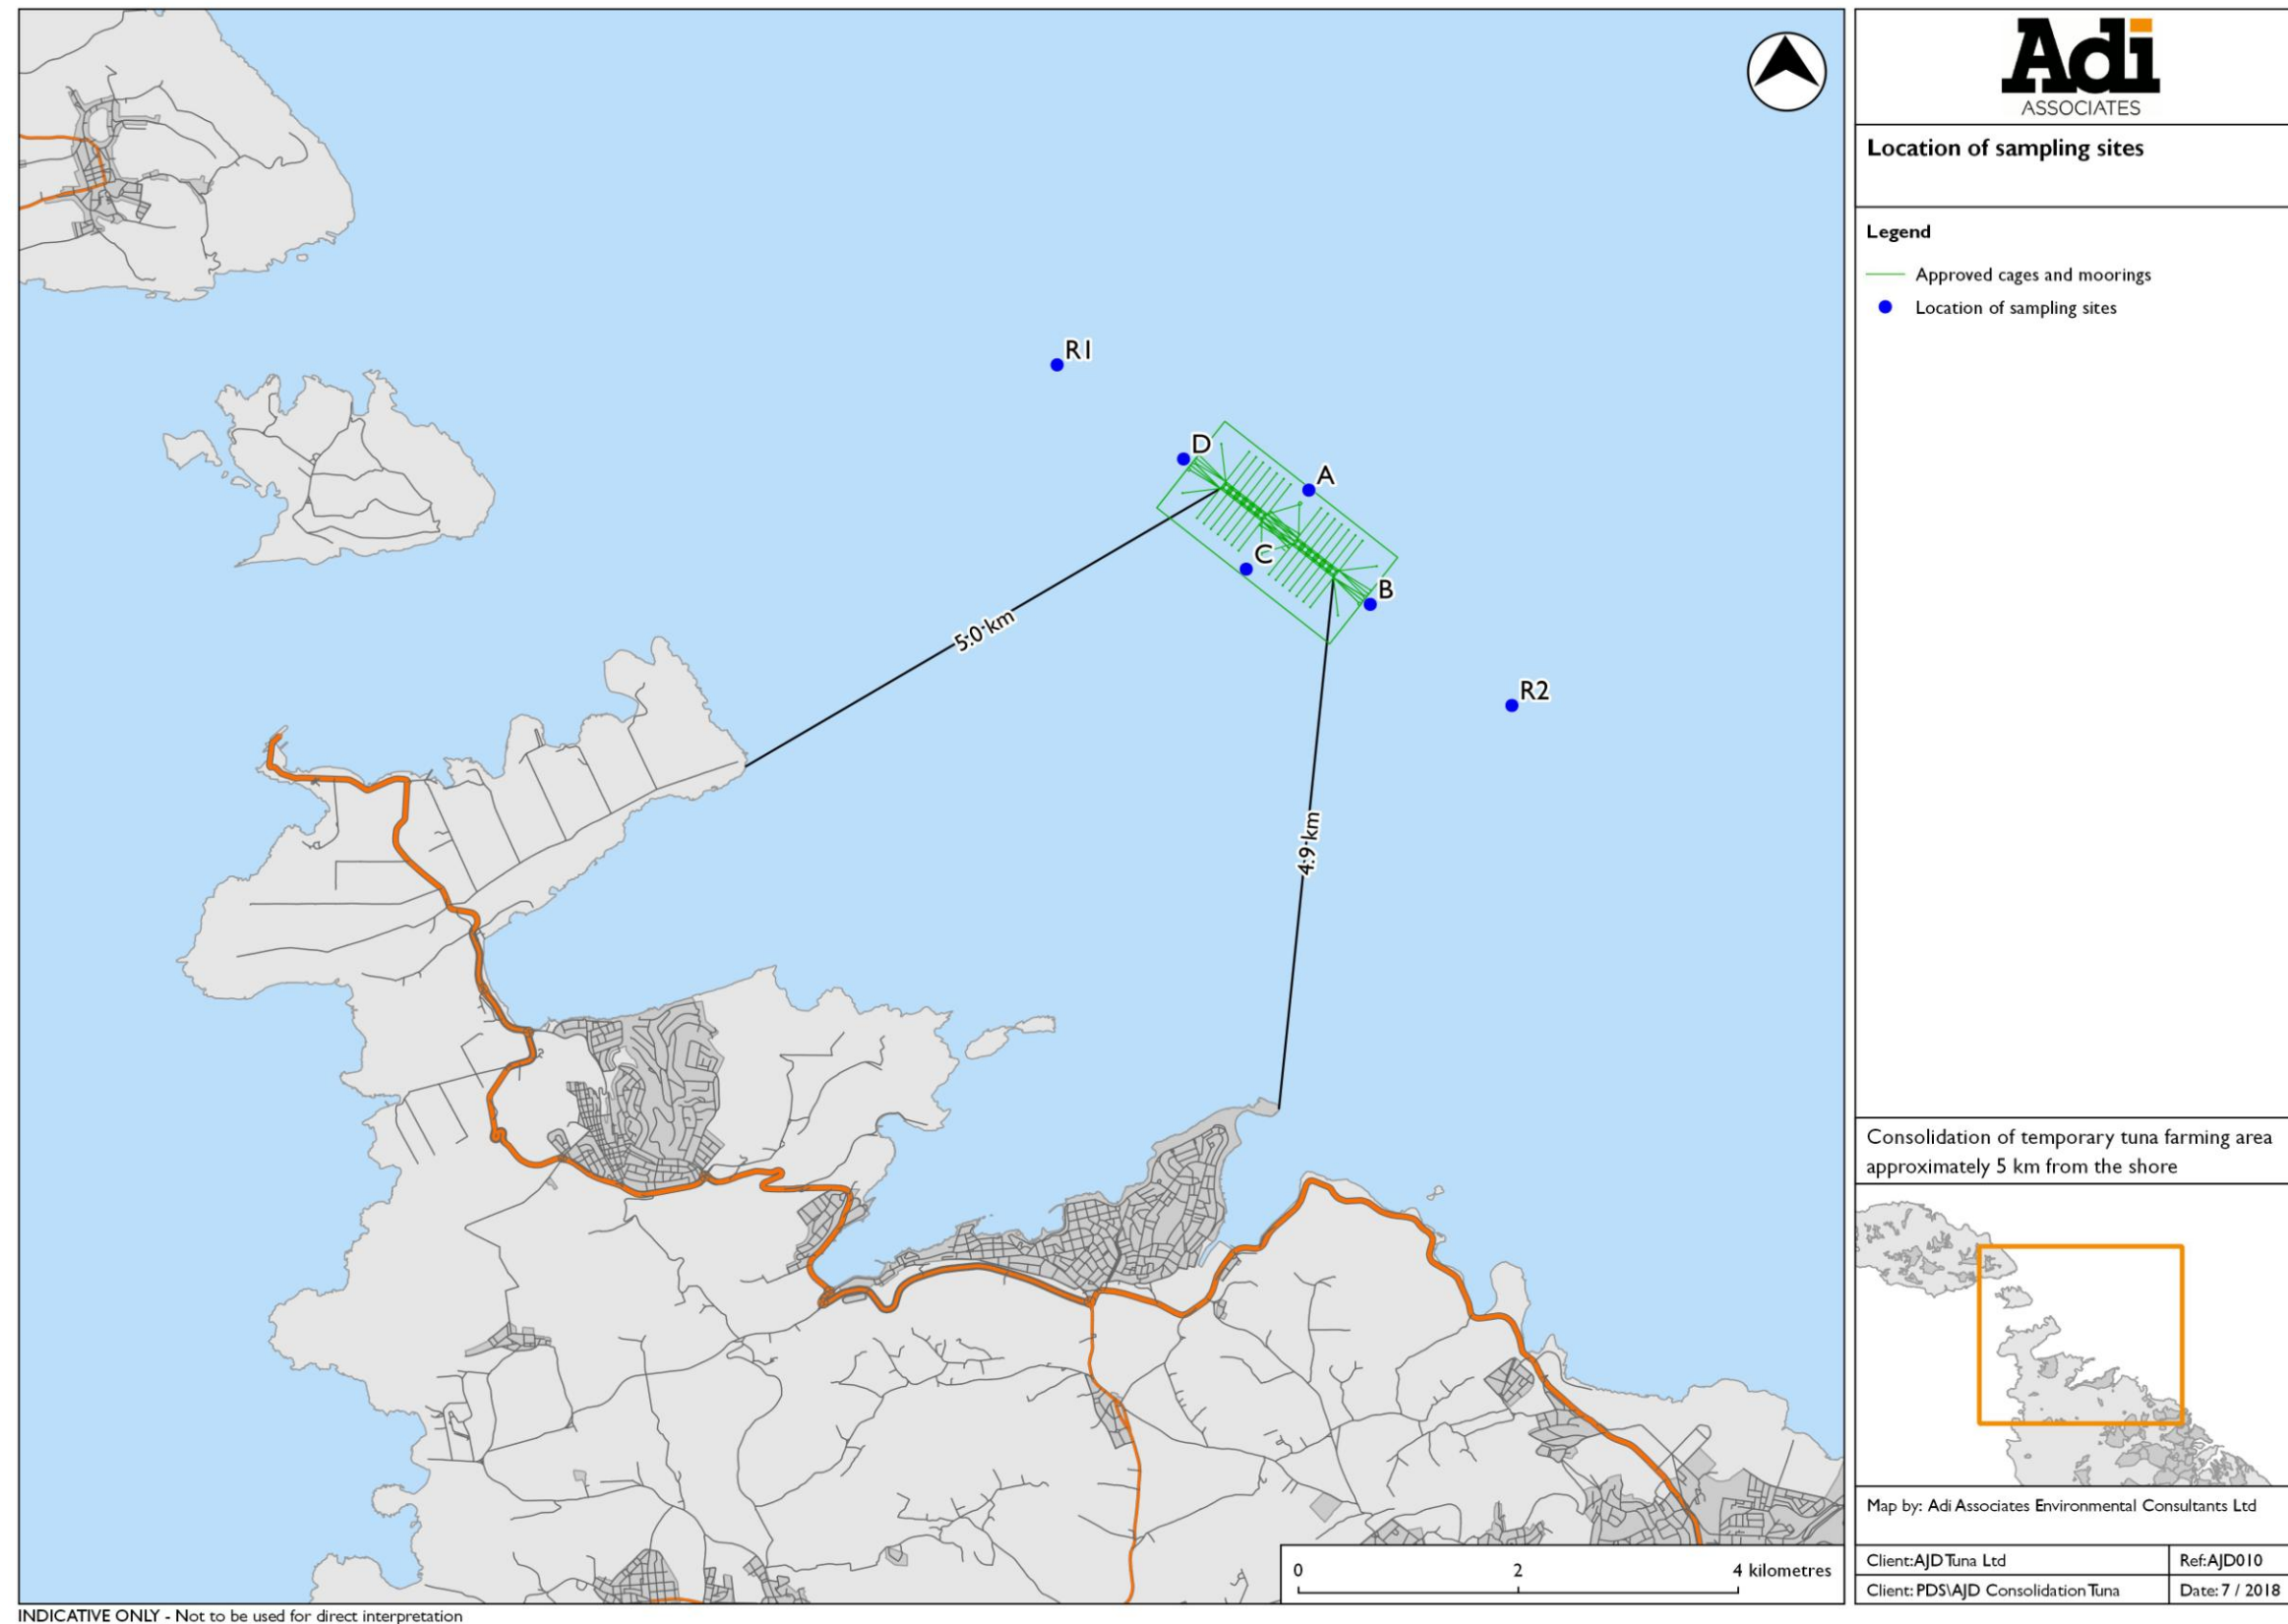 Adi
ASSOCIATES
Location of sampling sites
Legend
Approved cages and moorings
Location of sampling sites
R1
D
A
C
B
5.0 km
R2
4.9 km
Consolidation of temporary tuna farming area
approximately 5 km from the shore
Map by: Adi Associates Environmental Consultants Ltd
0 2 4 kilometres
Client:AJD Tuna Ltd
Ref:AJD010
Client: PDS\AJD Consolidation Tuna
Date: 7 / 2018
INDICATIVE ONLY - Not to be used for direct interpretation